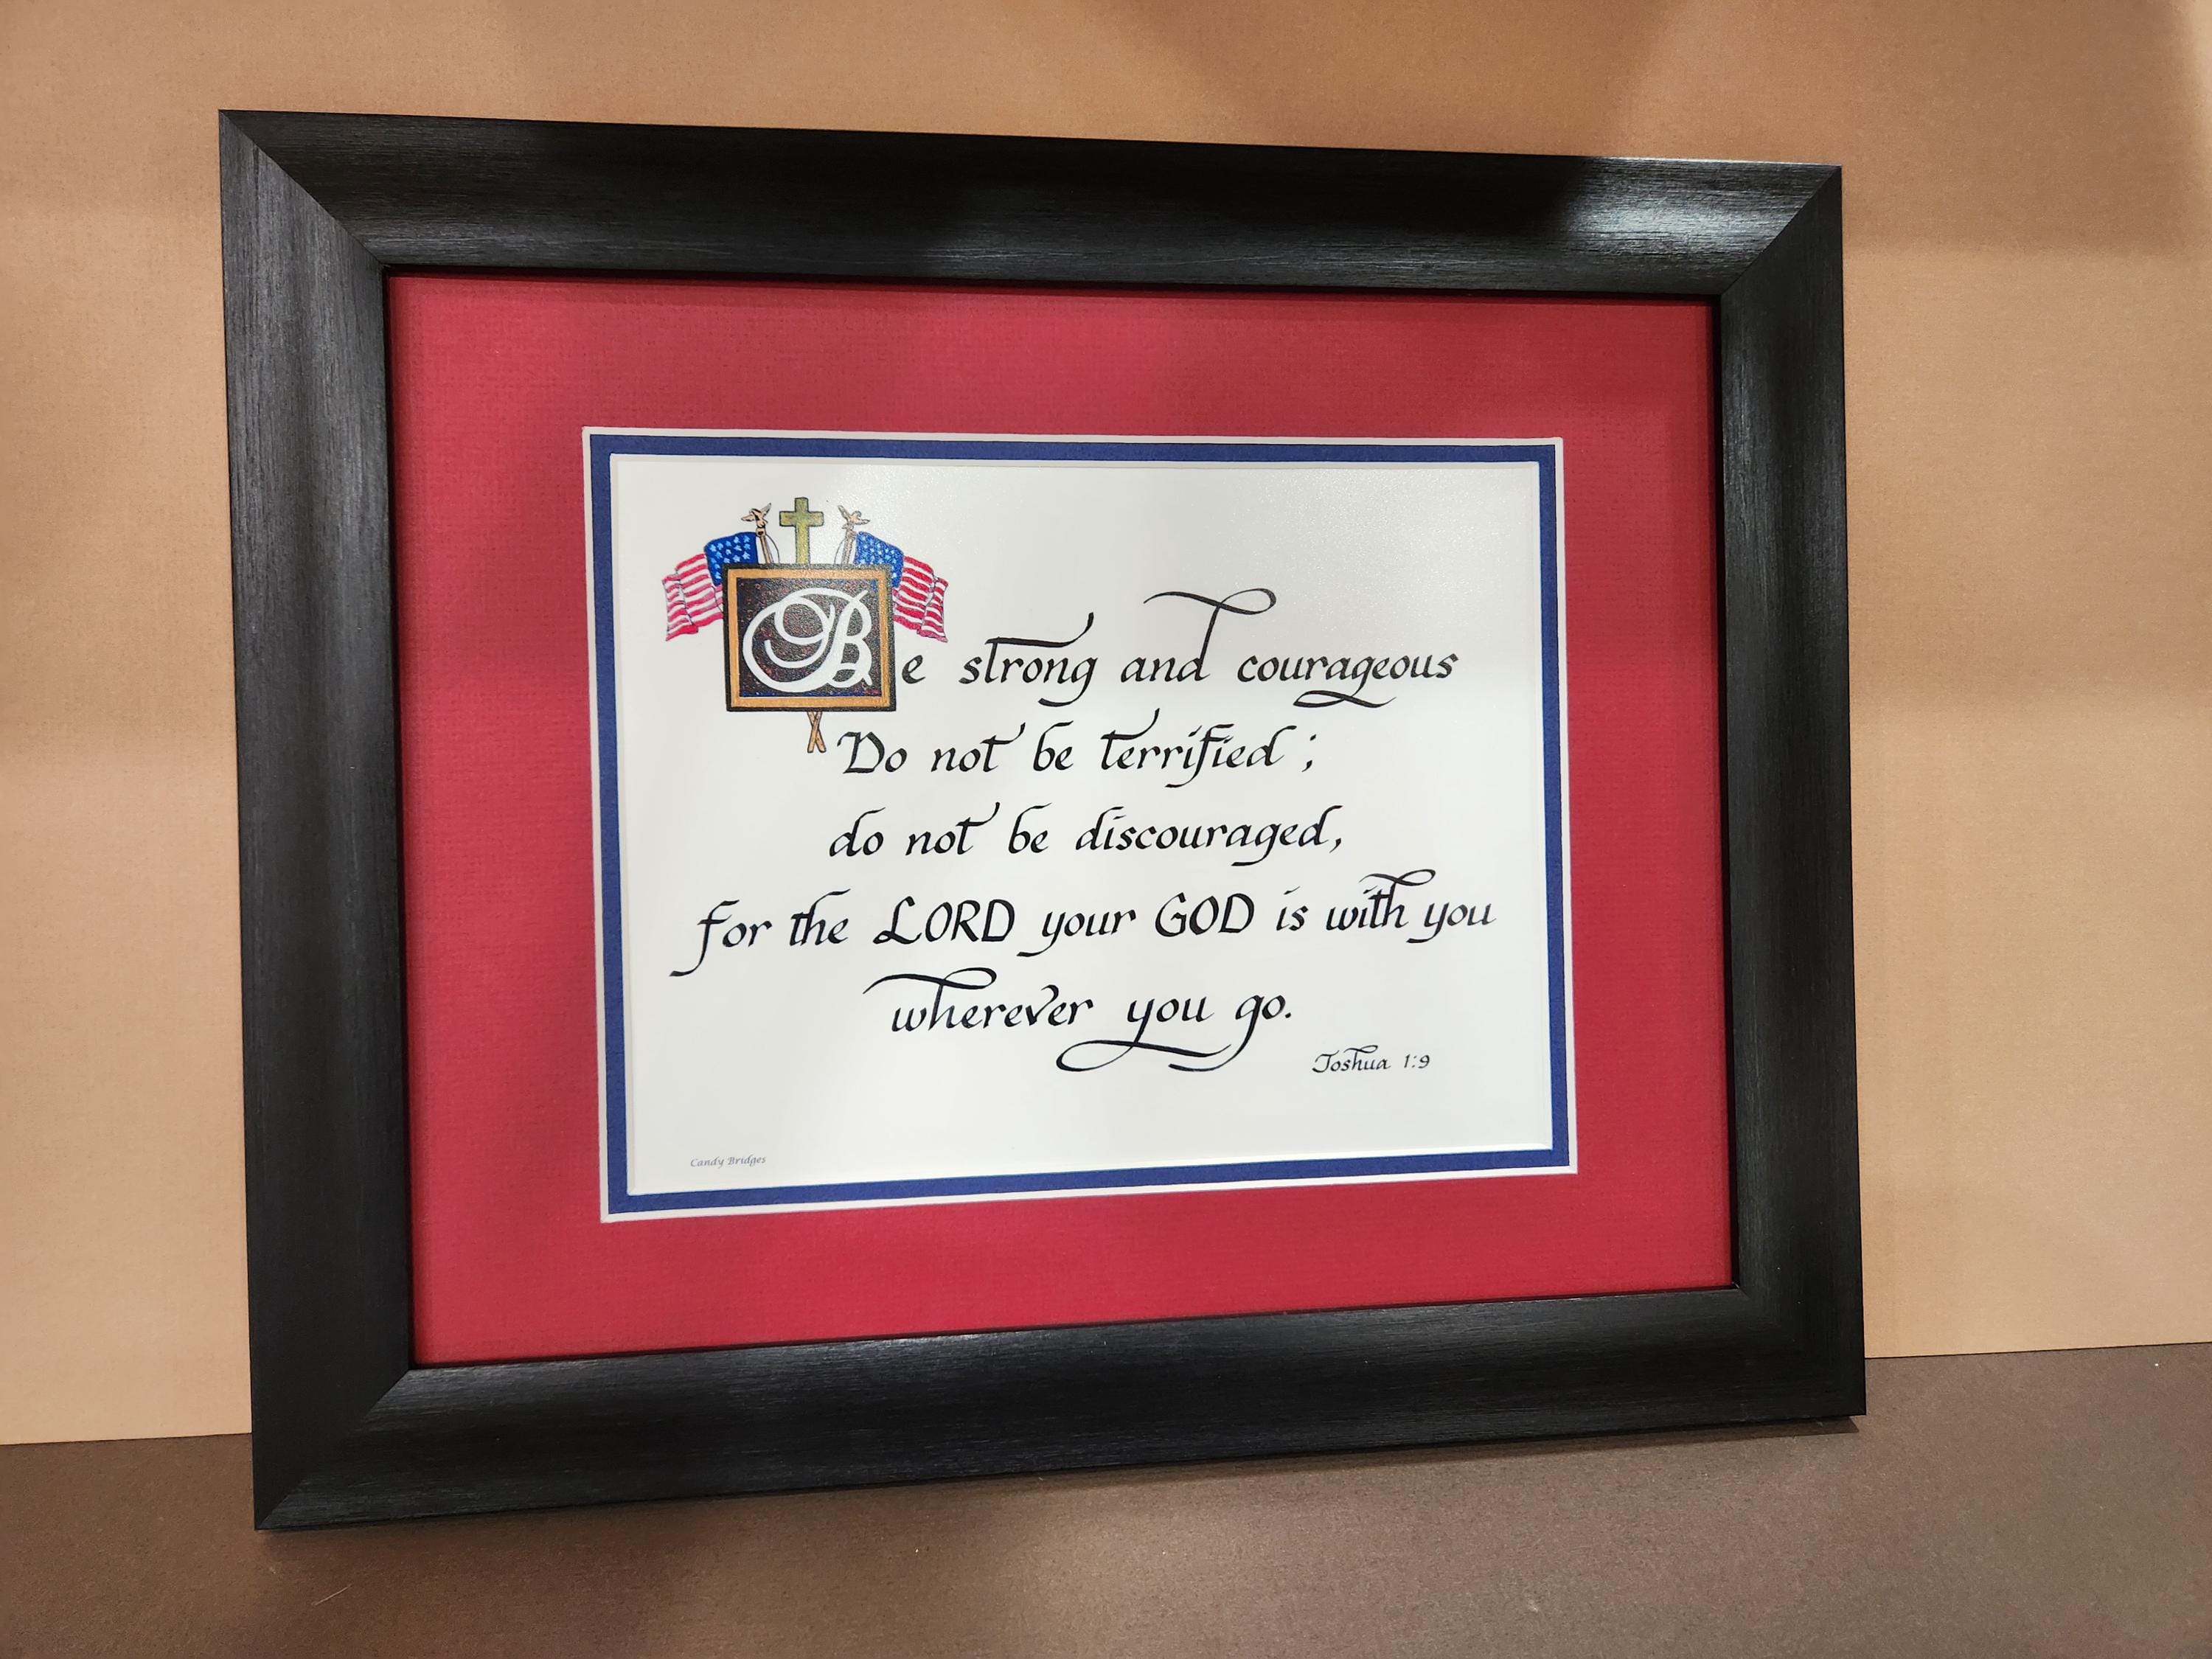 Be strong and courageous
Do not be terrified ;
do not be discouraged,
for the LORD your GOD is with you
wherever you go.
Joshua 1:9
Candy Bridges